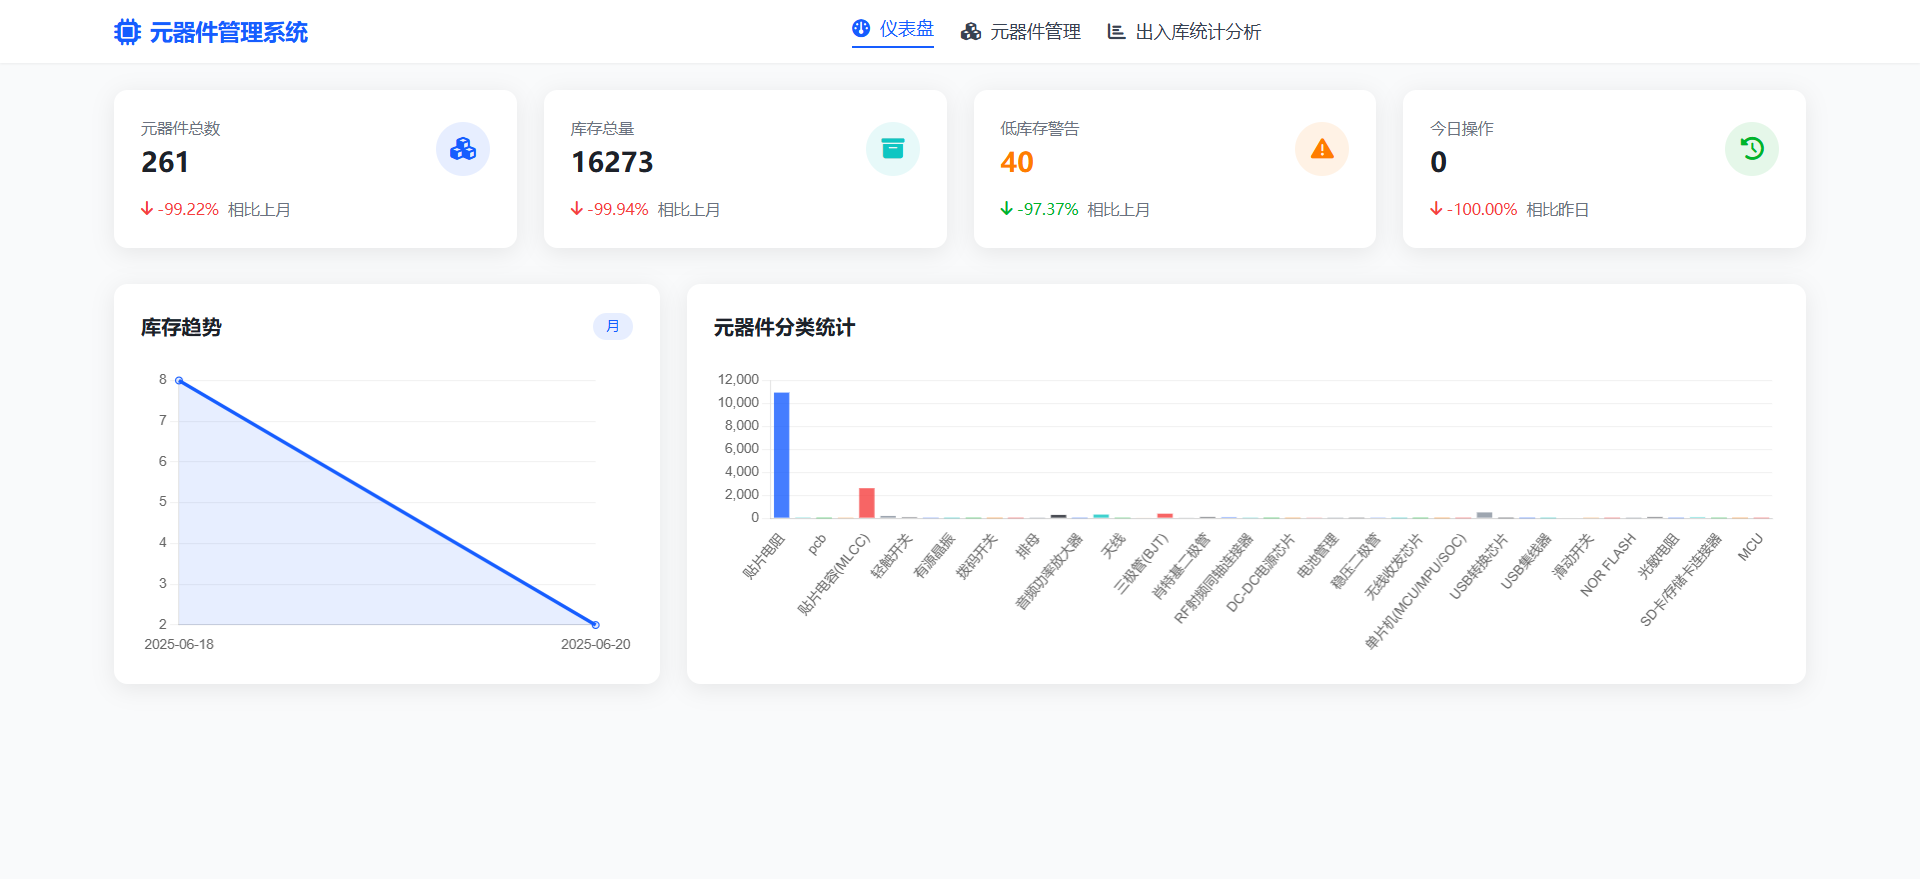 元器件管理系统
仪表盘
元器件管理
出入库统计分析
元器件总数
261
-99.22% 相比上月
库存总量
16273
-99.94% 相比上月
低库存警告
40
-97.37% 相比上月
今日操作
0
-100.00% 相比昨日
库存趋势
月
8
7
6
5
4
3
2
2025-06-18
2025-06-20
元器件分类统计
12,000
10,000
8,000
6,000
4,000
2,000
0
贴片电阻
pcb
贴片电容(MLCC)
轻触开关
有源晶振
拨码开关
排母
音频功率放大器
天线
三极管(BJT)
肖特基二极管
RF射频同轴连接器
DC-DC电源芯片
电池管理
稳压二极管
无线收发芯片
单片机(MCU/MPU/SOC)
USB转换芯片
USB集线器
滑动开关
NOR FLASH
光敏电阻
SD卡/存储卡连接器
MCU